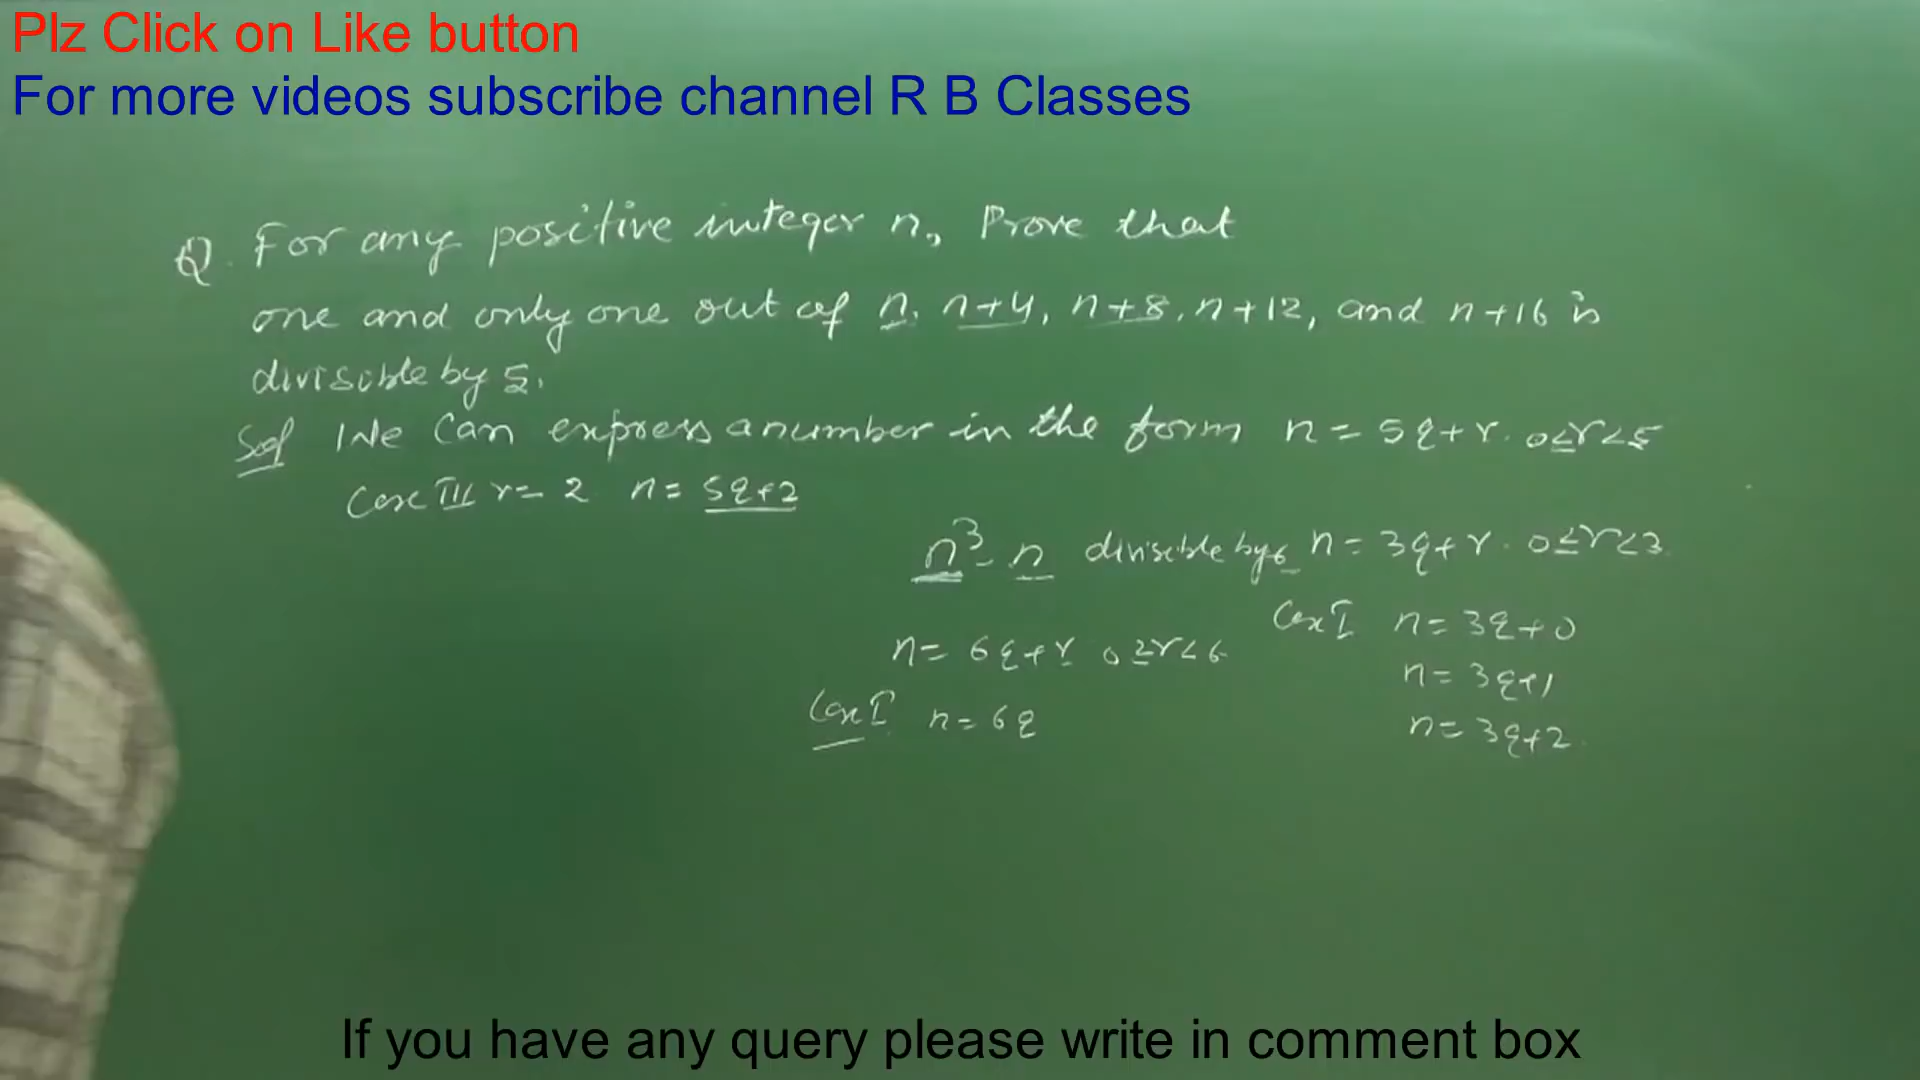 Plz Click on Like button
For more videos subscribe channel R B Classes
Q. For any positive integer n, Prove that
one and only one out of n, n+4, n+8, n+12, and n+16 is
divisible by 5.
Sol We Can express a number in the form n = 5q+r. 0≤r<5
Case III r= 2 n= 5q+2
n³-n divisible by 6 n= 3q+r. 0≤r<3
Case I n= 3q+0
n= 6q+r 0≤r<6
n= 3q+1
Case I n= 6q
n= 3q+2
If you have any query please write in comment box